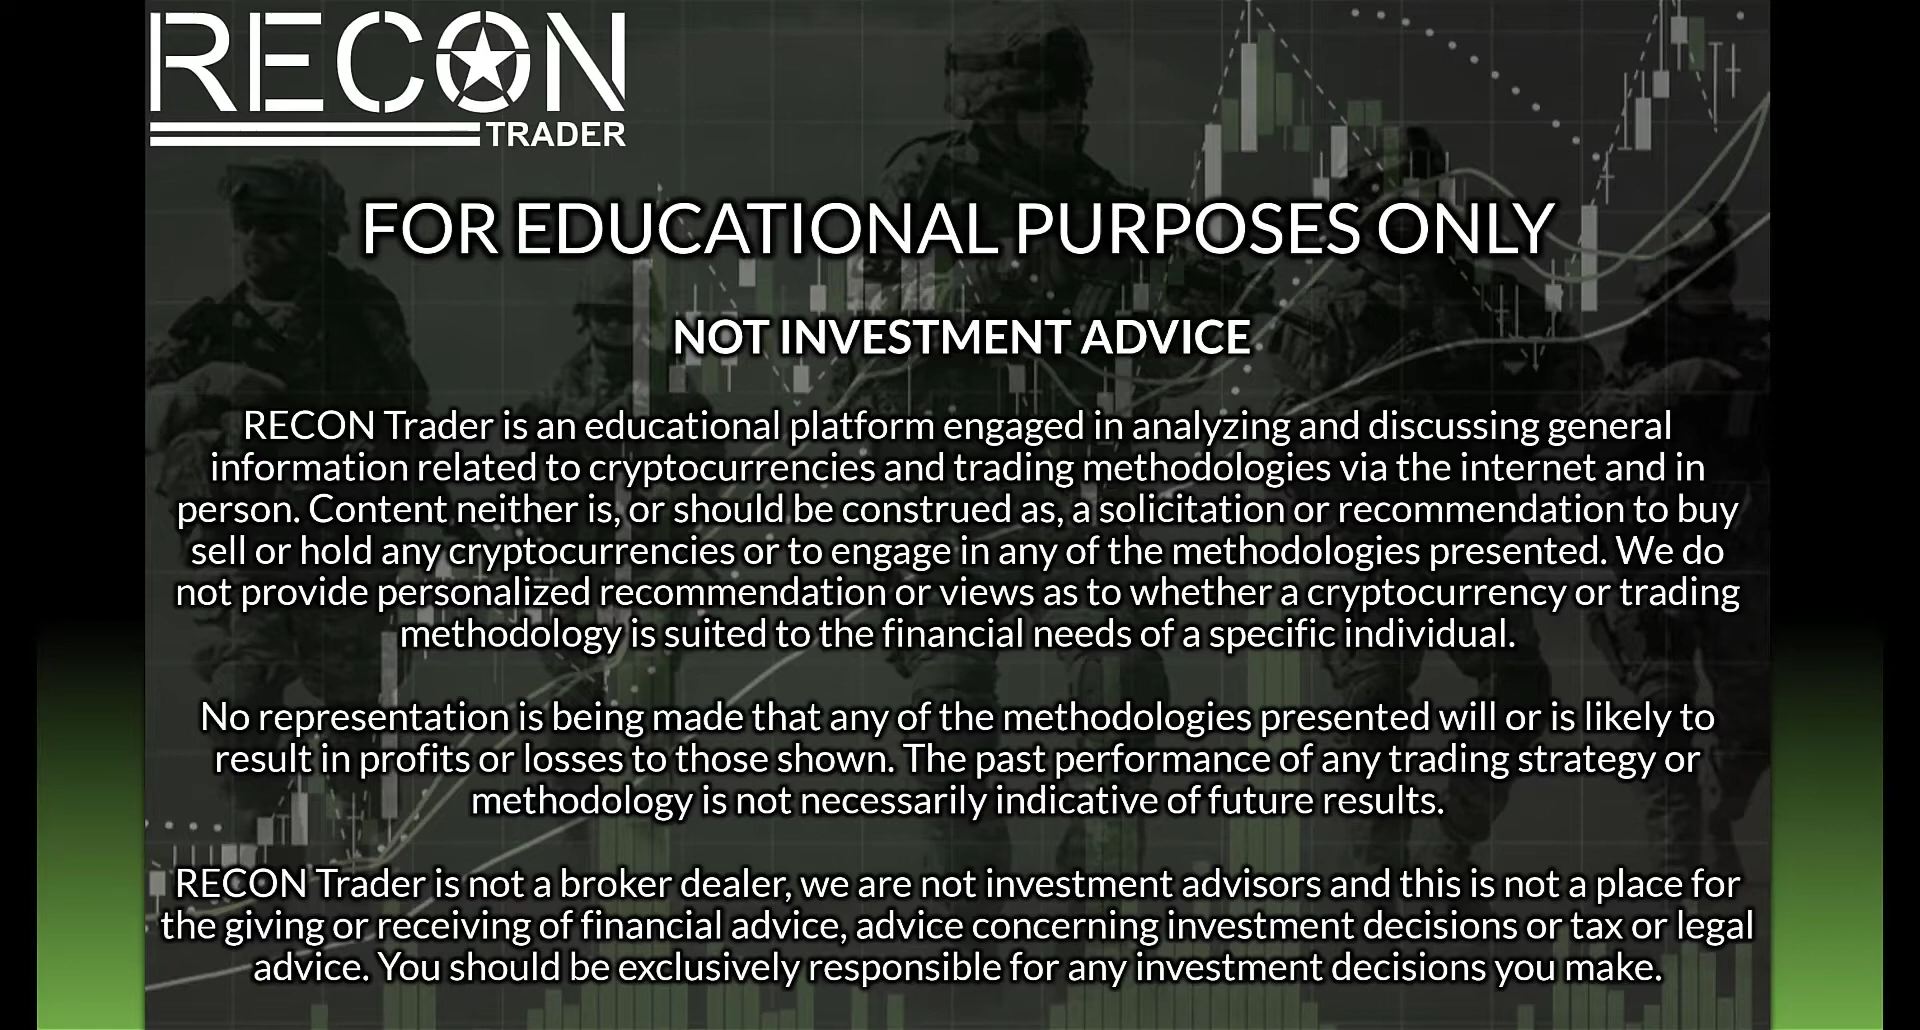 RECON
TRADER
FOR EDUCATIONAL PURPOSES ONLY
NOT INVESTMENT ADVICE
RECON Trader is an educational platform engaged in analyzing and discussing general
information related to cryptocurrencies and trading methodologies via the internet and in
person. Content neither is, or should be construed as, a solicitation or recommendation to buy
sell or hold any cryptocurrencies or to engage in any of the methodologies presented. We do
not provide personalized recommendation or views as to whether a cryptocurrency or trading
methodology is suited to the financial needs of a specific individual.
No representation is being made that any of the methodologies presented will or is likely to
result in profits or losses to those shown. The past performance of any trading strategy or
methodology is not necessarily indicative of future results.
RECON Trader is not a broker dealer, we are not investment advisors and this is not a place for
the giving or receiving of financial advice, advice concerning investment decisions or tax or legal
advice. You should be exclusively responsible for any investment decisions you make.